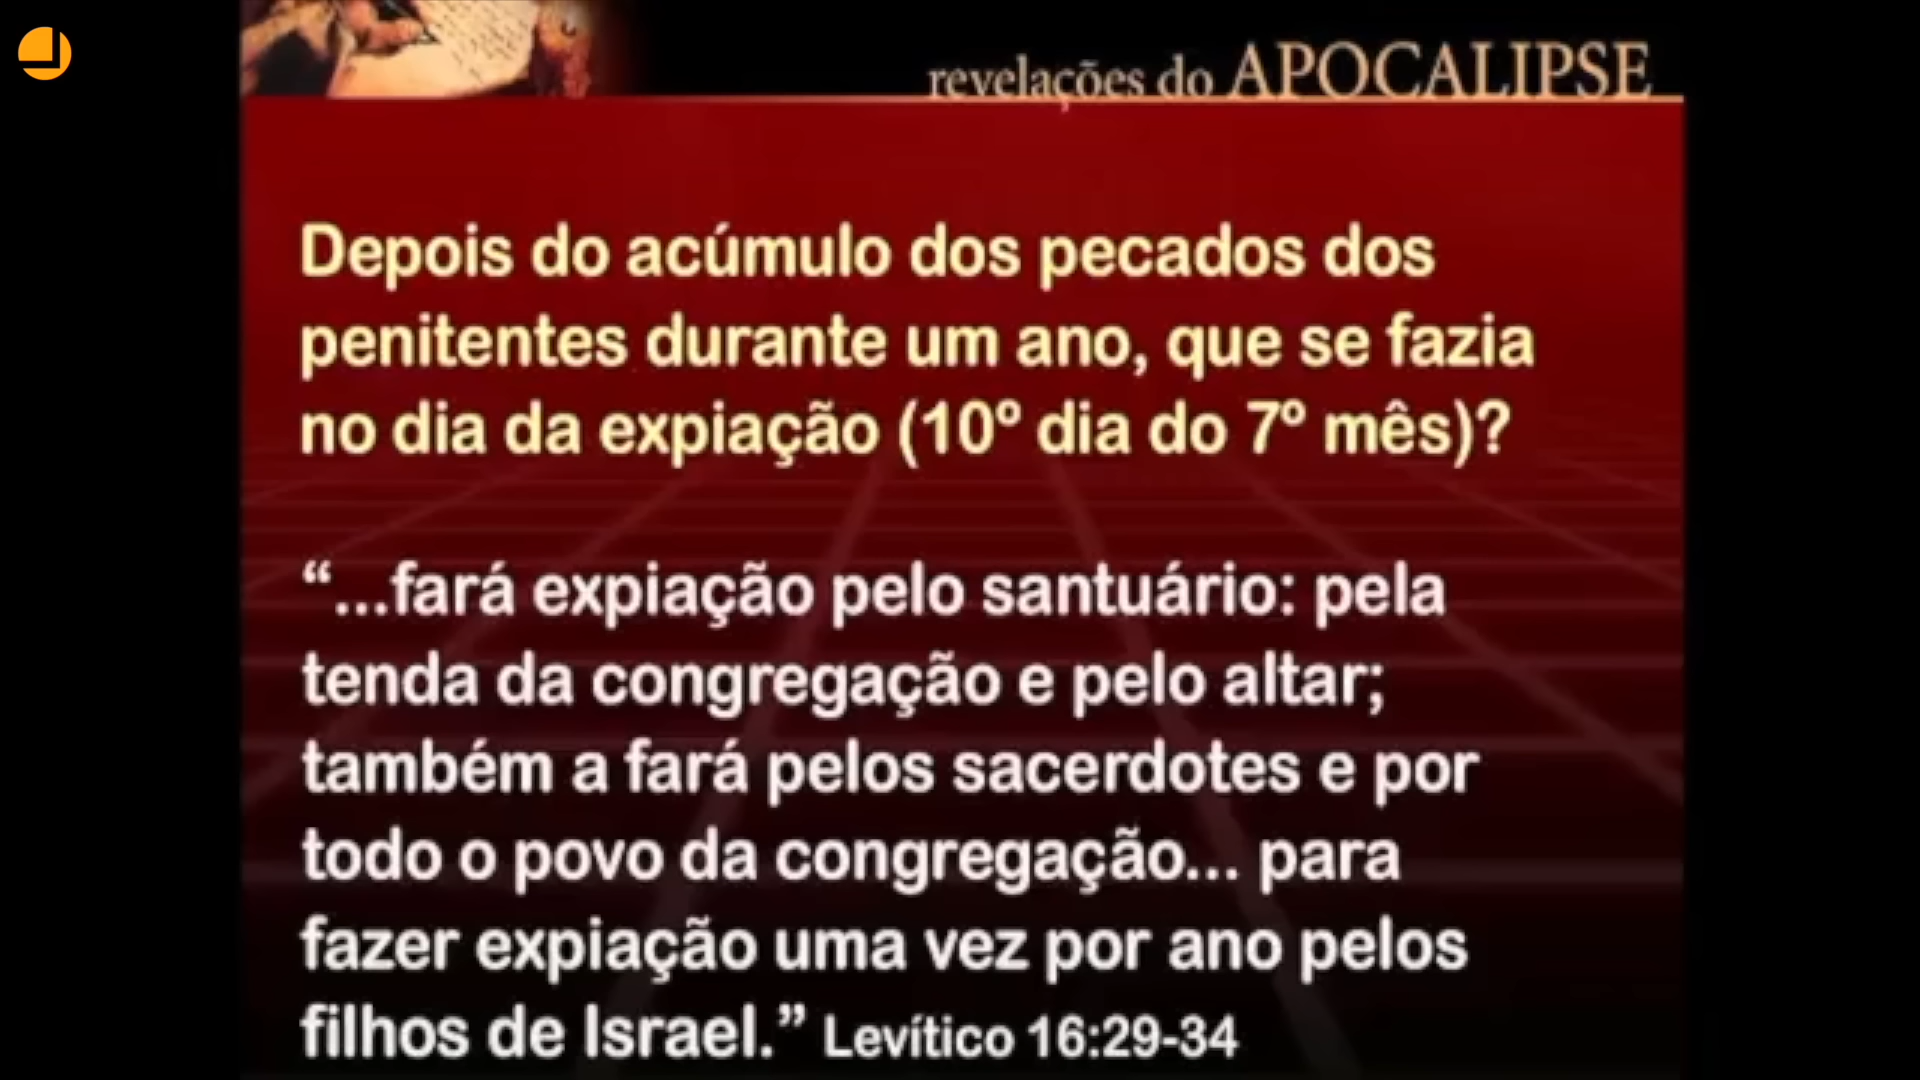 revelações do APOCALIPSE
Depois do acúmulo dos pecados dos
penitentes durante um ano, que se fazia
no dia da expiação (10º dia do 7º mês)?
“...fará expiação pelo santuário: pela
tenda da congregação e pelo altar;
também a fará pelos sacerdotes e por
todo o povo da congregação... para
fazer expiação uma vez por ano pelos
filhos de Israel.” Levítico 16:29-34